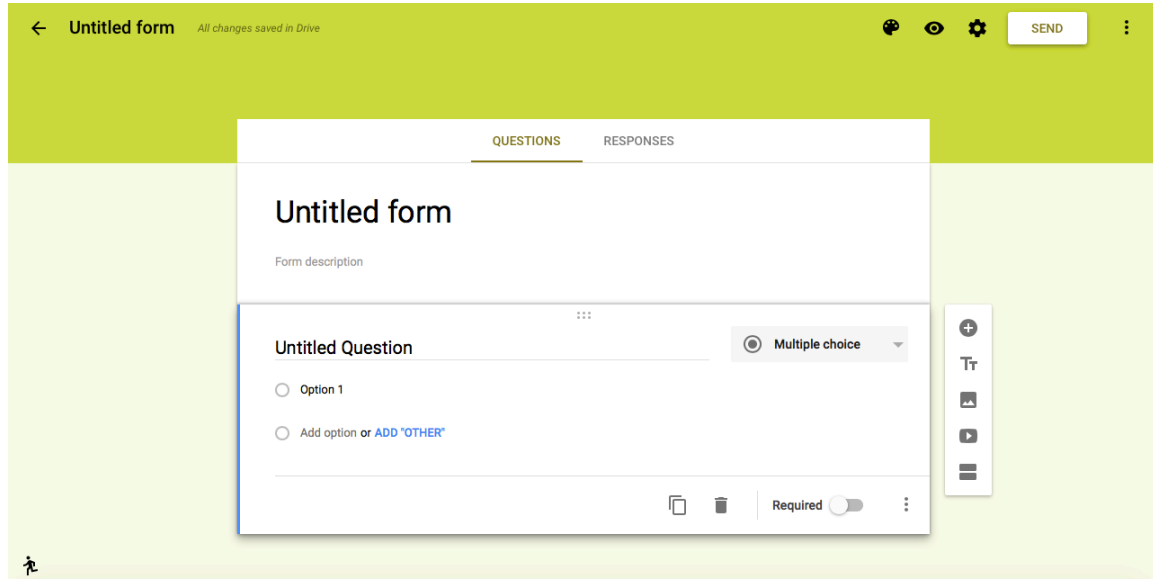 Untitled form All changes saved in Drive SEND
QUESTIONS RESPONSES
Untitled form
Form description
Untitled Question Multiple choice
Option 1
Add option or ADD "OTHER"
Required